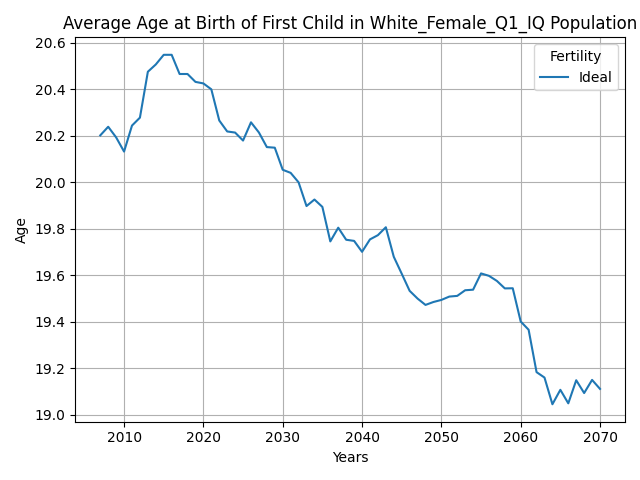 Average Age at Birth of First Child in White_Female_Q1_IQ Population
Fertility
Ideal
Age
20.6
20.4
20.2
20.0
19.8
19.6
19.4
19.2
19.0
2010 2020 2030 2040 2050 2060 2070
Years